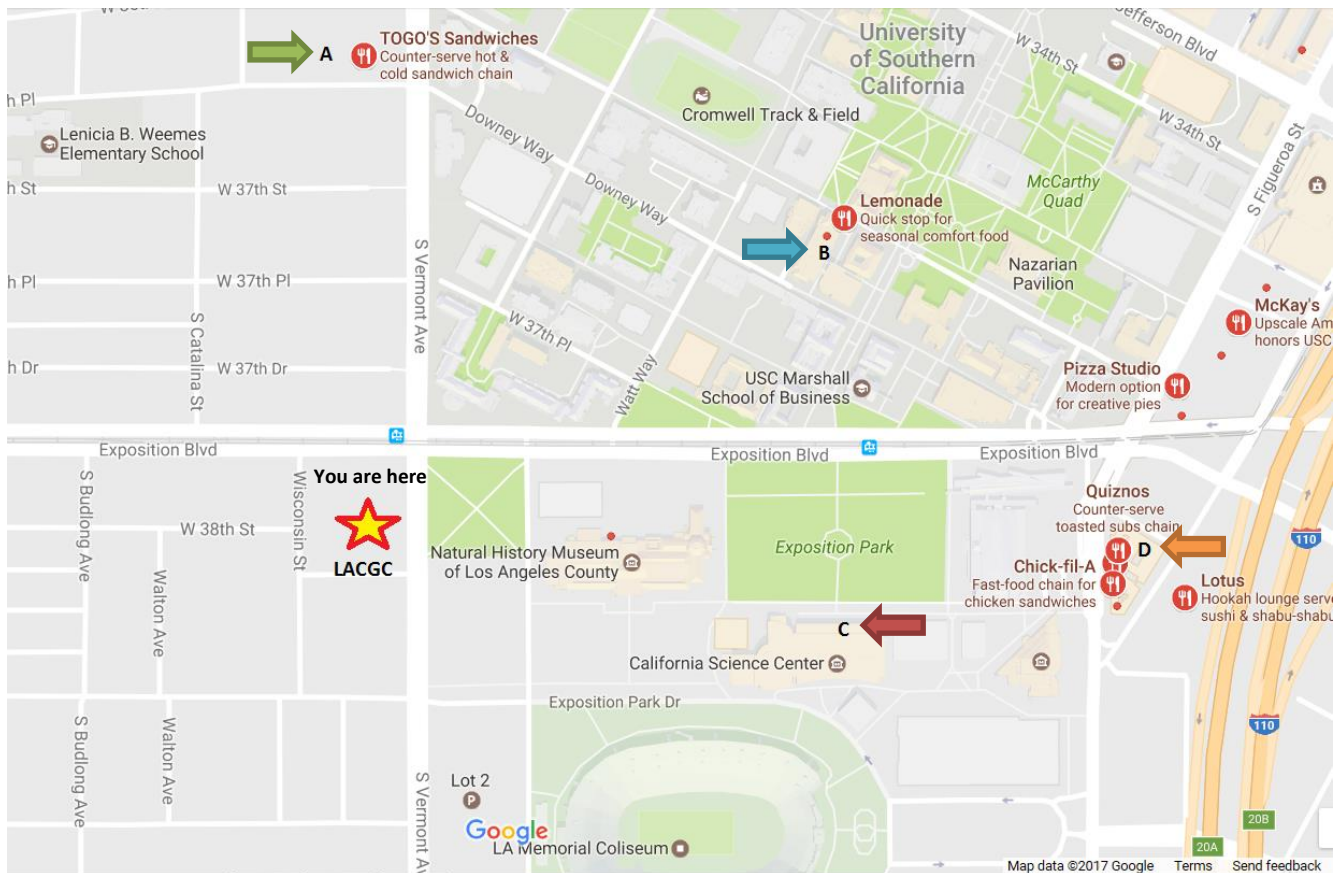 W 36th
Jefferson Blvd
A
TOGO'S Sandwiches
Counter-serve hot &
cold sandwich chain
University
of Southern
California
W 34th St
W 34th St
Cromwell Track & Field
S Figueroa St
h Pl
Lenicia B. Weemes
Elementary School
Downey Way
Downey Way
McCarthy
Quad
h St
W 37th St
Lemonade
Quick stop for
seasonal comfort food
B
Nazarian
Pavilion
S Vermont Ave
h Pl
W 37th Pl
W 37th Pl
S Catalina St
McKay's
Upscale Am
honors USC
h Dr
W 37th Dr
Watt Way
USC Marshall
School of Business
Pizza Studio
Modern option
for creative pies
Exposition Blvd
Exposition Blvd
Exposition Blvd
You are here
S Budlong Ave
Wisconsin St
W 38th St
LACGC
Walton Ave
Natural History Museum
of Los Angeles County
Exposition Park
Quiznos
Counter-serve
toasted subs chain
D
110
Chick-fil-A
Fast-food chain for
chicken sandwiches
Lotus
Hookah lounge serve
sushi & shabu-shabu
C
California Science Center
Exposition Park Dr
S Budlong Ave
Walton Ave
110
S Vermont Av
Lot 2
P
Google
LA Memorial Coliseum
20B
20A
Map data ©2017 Google Terms Send feedback